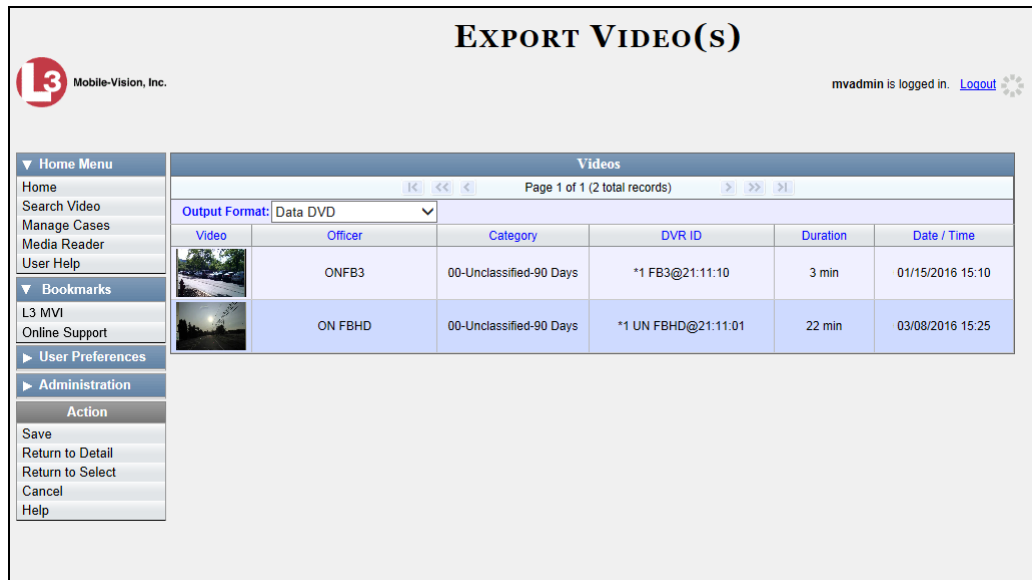 EXPORT VIDEO(S)
L3 Mobile-Vision, Inc.
mvadmin is logged in. Logout
▼ Home Menu
Home
Search Video
Manage Cases
Media Reader
User Help
▼ Bookmarks
L3 MVI
Online Support
▶ User Preferences
▶ Administration
Action
Save
Return to Detail
Return to Select
Cancel
Help
Videos
Page 1 of 1 (2 total records)
Output Format: Data DVD
Video Officer Category DVR ID Duration Date / Time
ONFB3 00-Unclassified-90 Days *1 FB3@21:11:10 3 min 01/15/2016 15:10
ON FBHD 00-Unclassified-90 Days *1 UN FBHD@21:11:01 22 min 03/08/2016 15:25